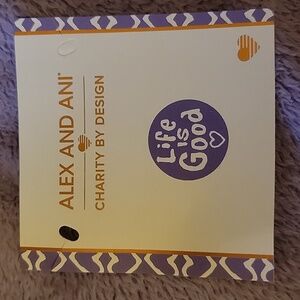 ALEX AND ANI®
CHARITY BY DESIGN
Life
is
Good